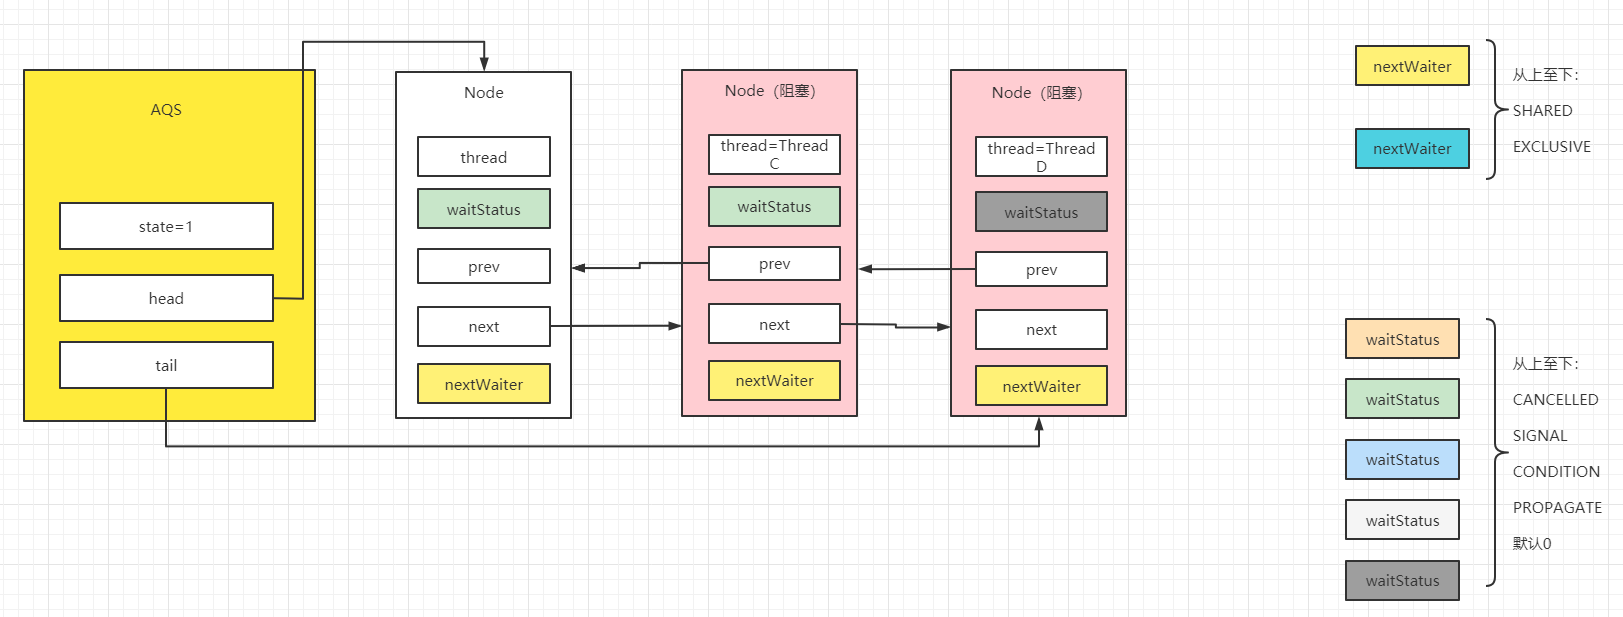 AQS
state=1
head
tail
Node
thread
waitStatus
prev
next
nextWaiter
Node（阻塞）
thread=Thread
C
waitStatus
prev
next
nextWaiter
Node（阻塞）
thread=Thread
D
waitStatus
prev
next
nextWaiter
nextWaiter
nextWaiter
从上至下：
SHARED
EXCLUSIVE
waitStatus
waitStatus
waitStatus
waitStatus
waitStatus
从上至下：
CANCELLED
SIGNAL
CONDITION
PROPAGATE
默认0